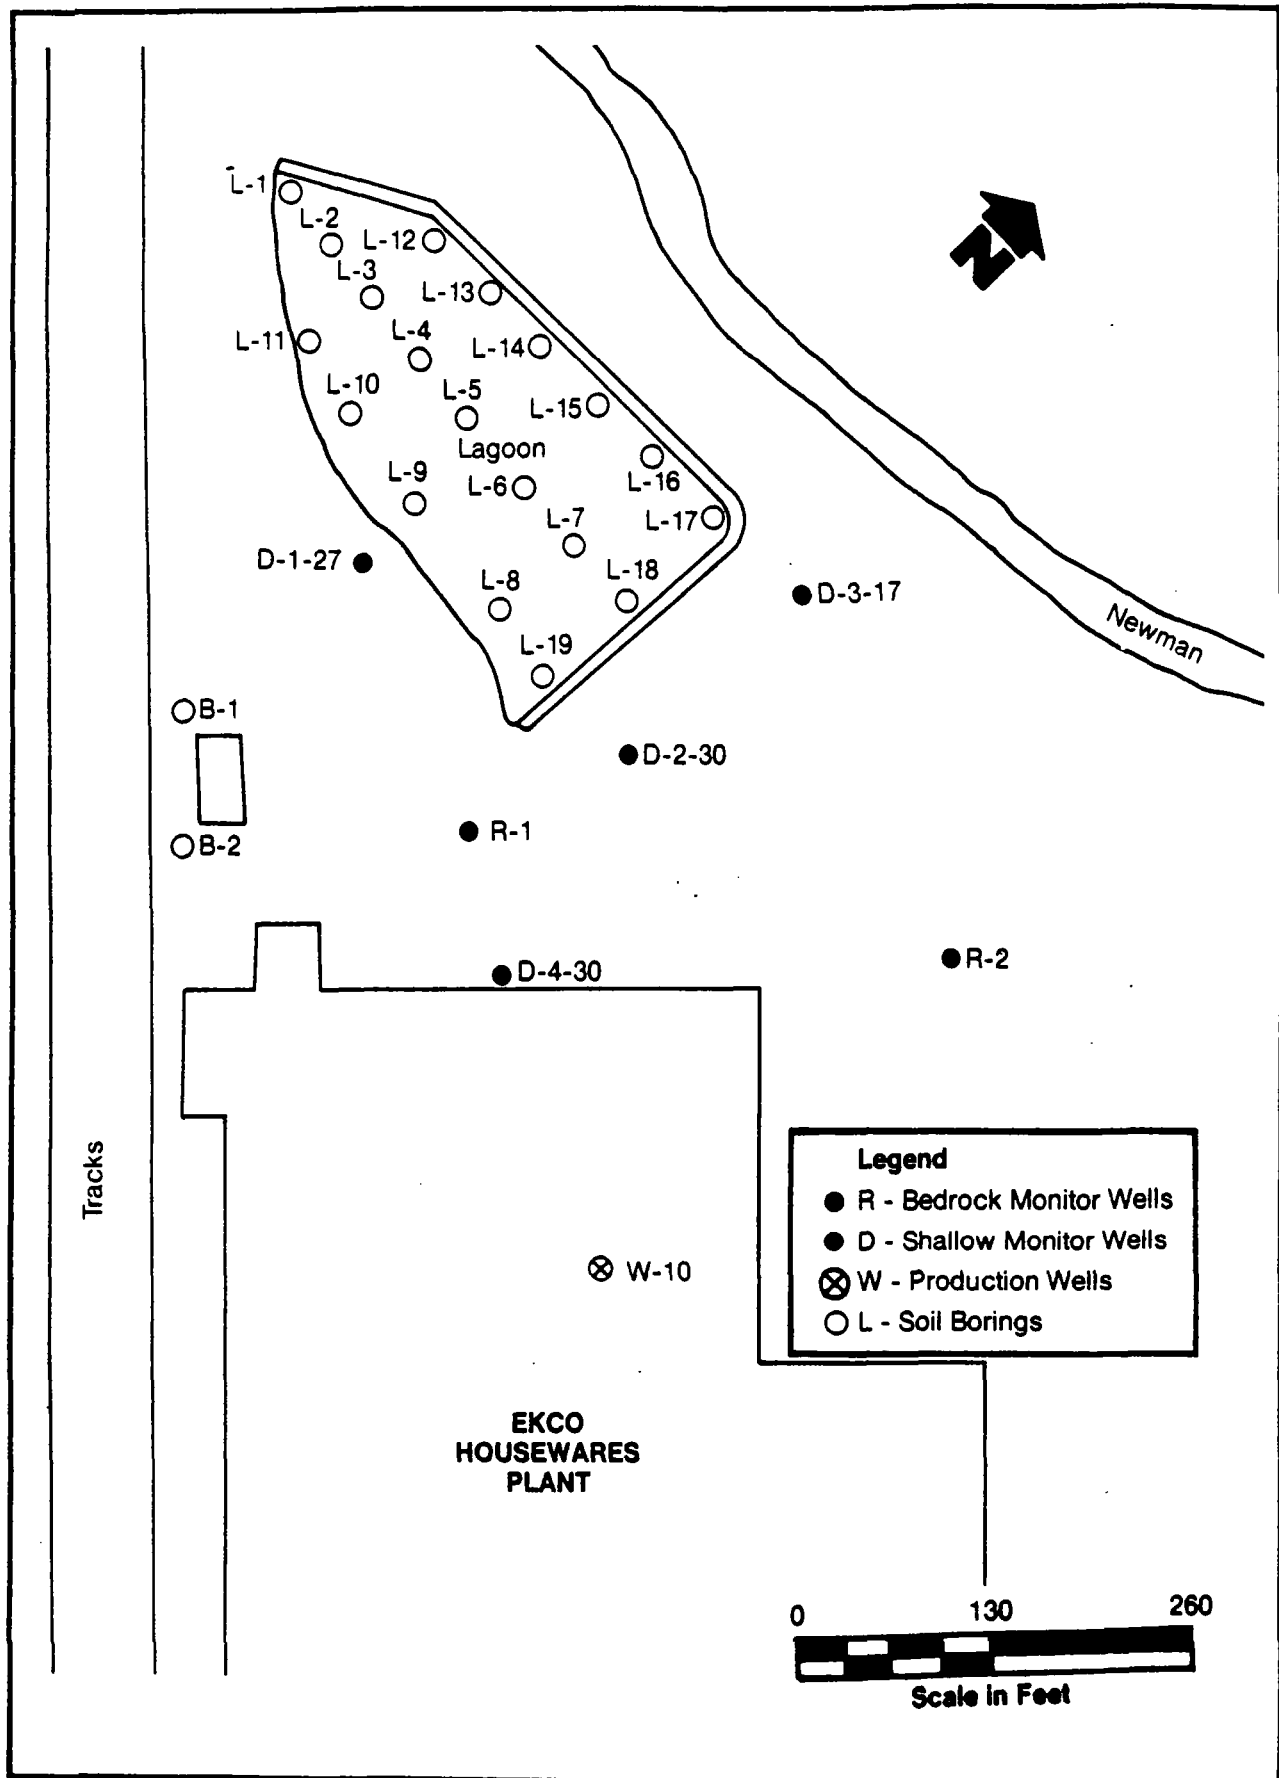 L-1
L-2
L-12
L-3
L-13
L-11
L-4
L-14
L-10
L-5
L-15
Lagoon
L-9
L-6
L-16
L-17
L-7
D-1-27
L-8
L-18
D-3-17
Newman
L-19
B-1
D-2-30
R-1
B-2
R-2
D-4-30
Tracks
Legend
R - Bedrock Monitor Wells
D - Shallow Monitor Wells
W - Production Wells
L - Soil Borings
W-10
EKCO
HOUSEWARES
PLANT
0 130 260
Scale in Feet
N